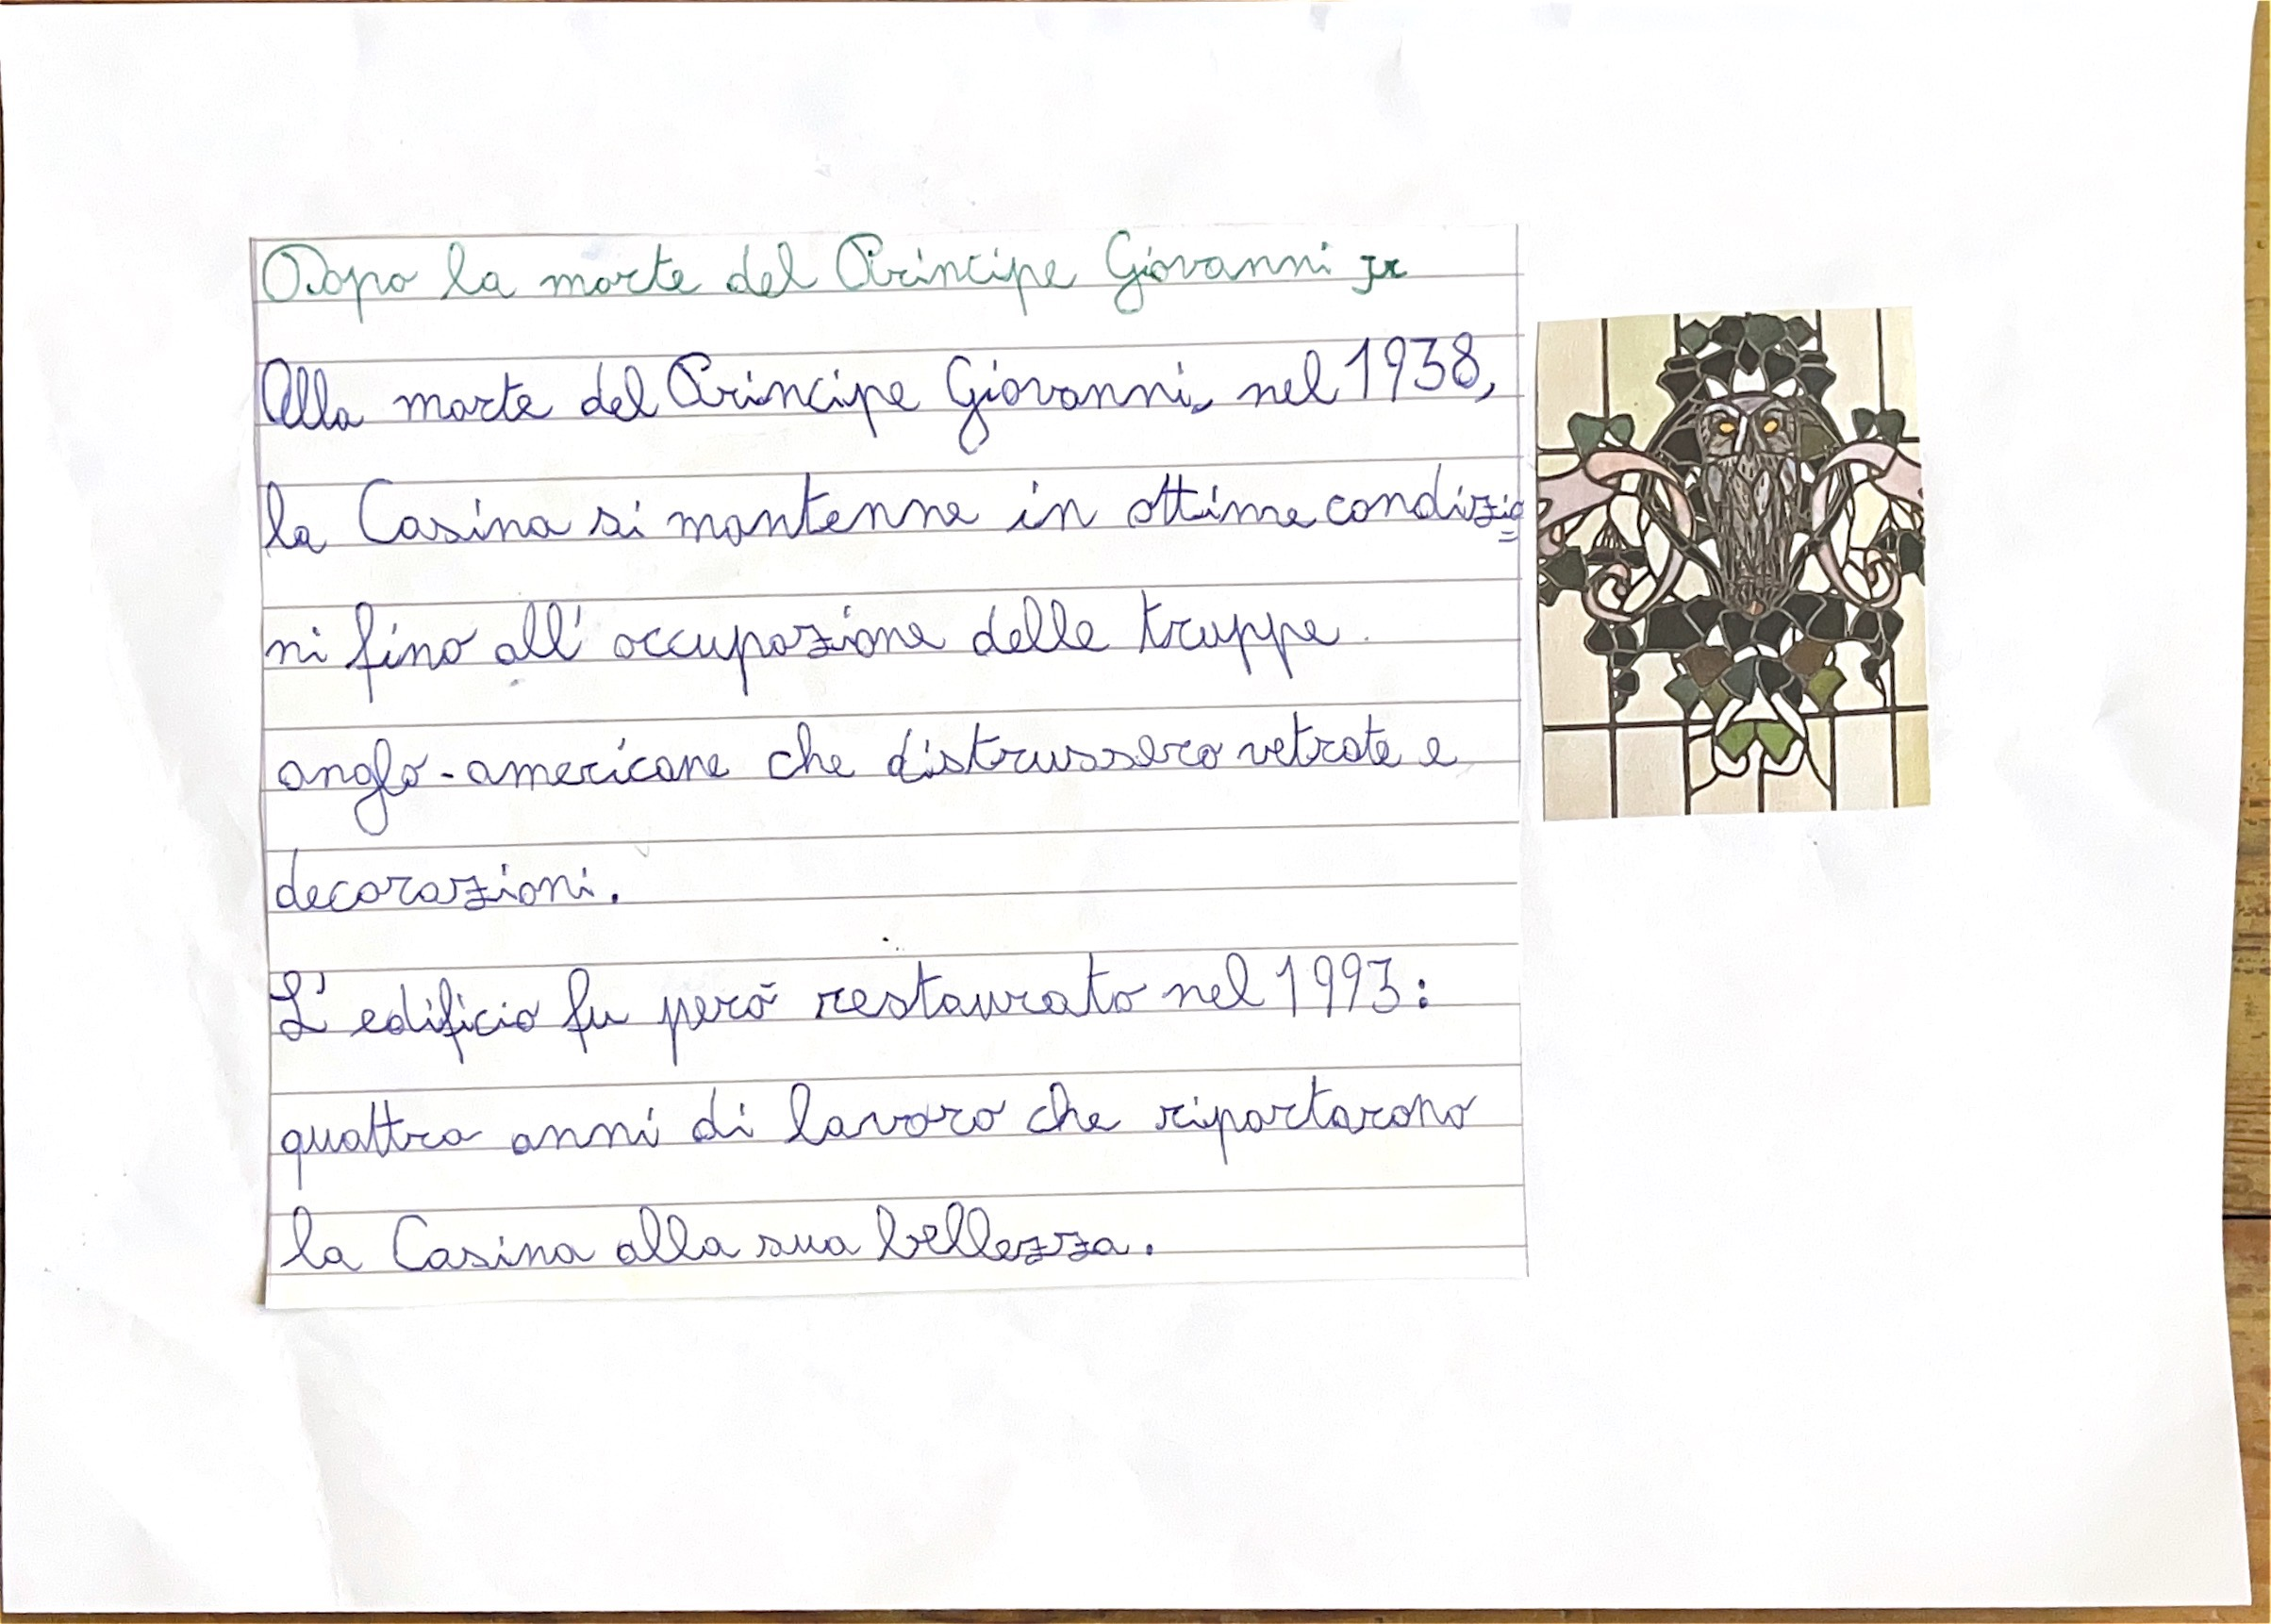 Dopo la morte del Principe Giovanni jr
Alla morte del Principe Giovanni, nel 1938,
la Casina si mantenne in ottime condizio=
ni fino all'occupazione delle truppe
anglo-americane che distrussero vetrate e
decorazioni.
L'edificio fu però restaurato nel 1993:
quattro anni di lavoro che riportarono
la Casina alla sua bellezza.